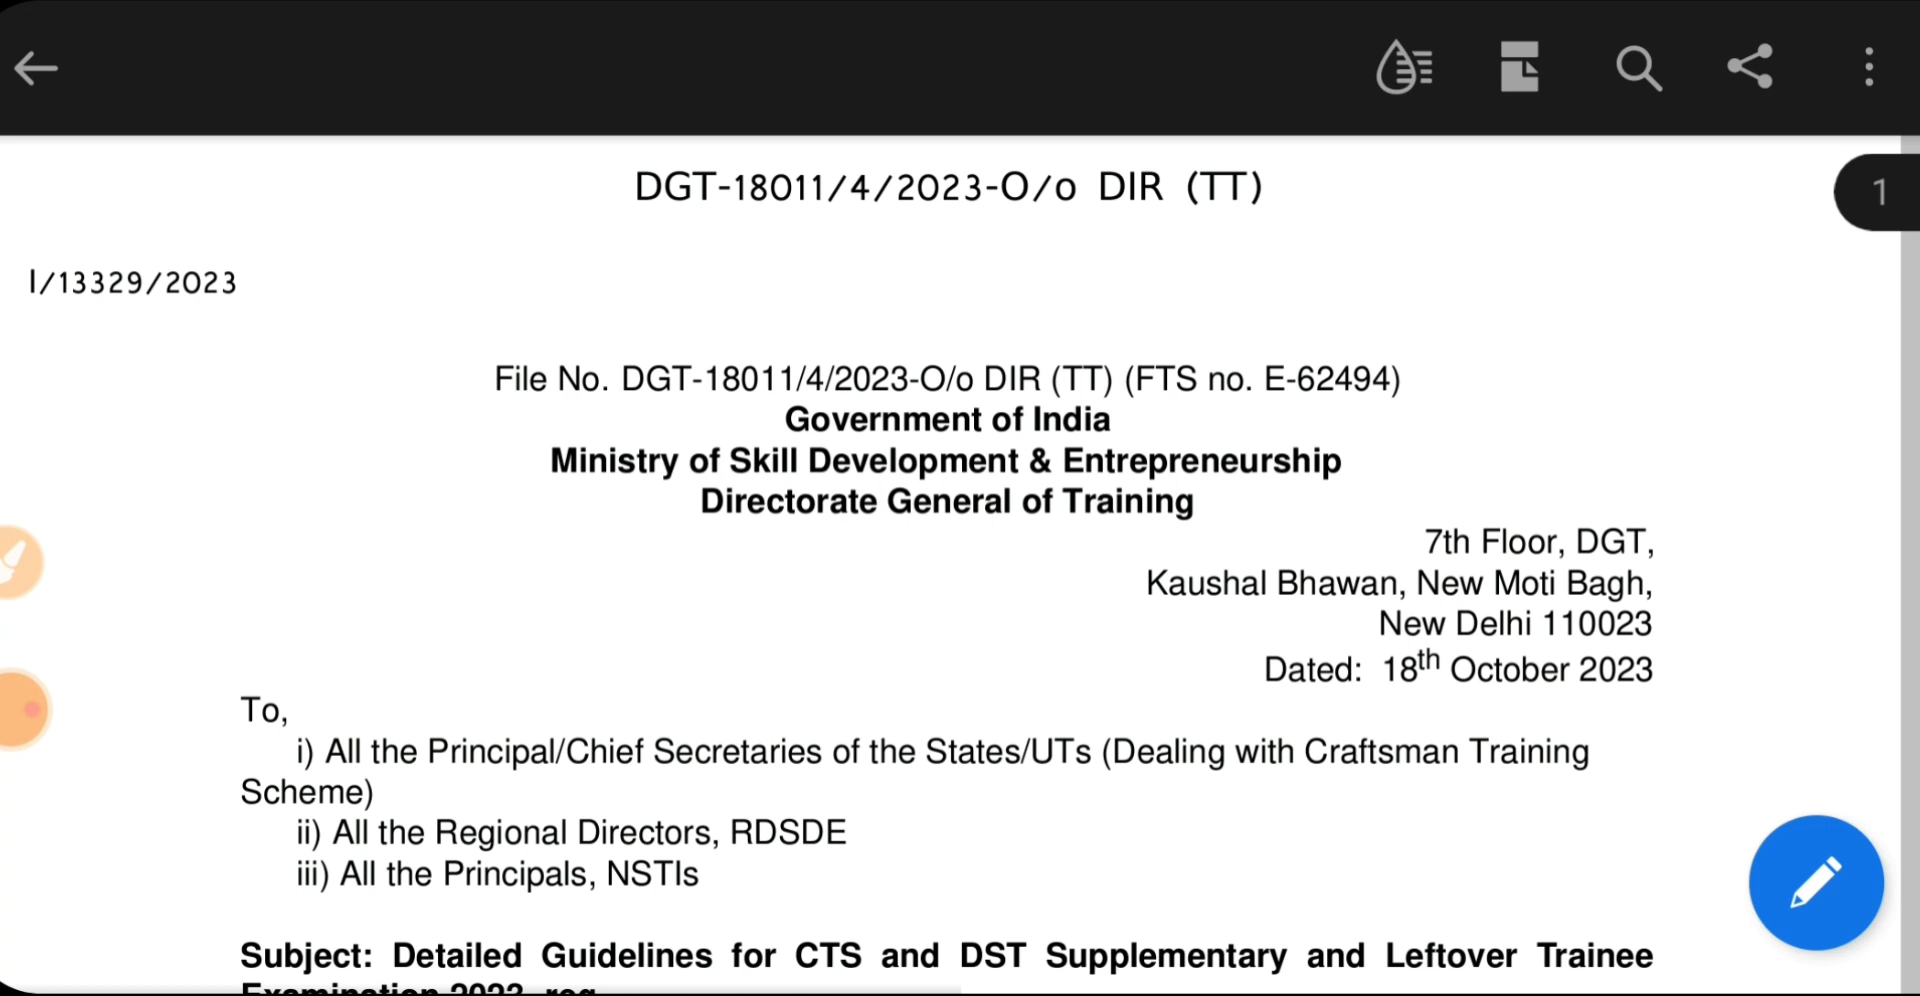 DGT-18011/4/2023-O/o DIR (TT)
1
I/13329/2023
File No. DGT-18011/4/2023-O/o DIR (TT) (FTS no. E-62494)
Government of India
Ministry of Skill Development & Entrepreneurship
Directorate General of Training
7th Floor, DGT,
Kaushal Bhawan, New Moti Bagh,
New Delhi 110023
Dated: 18th October 2023
To,
i) All the Principal/Chief Secretaries of the States/UTs (Dealing with Craftsman Training
Scheme)
ii) All the Regional Directors, RDSDE
iii) All the Principals, NSTIs
Subject: Detailed Guidelines for CTS and DST Supplementary and Leftover Trainee
Examination 2023